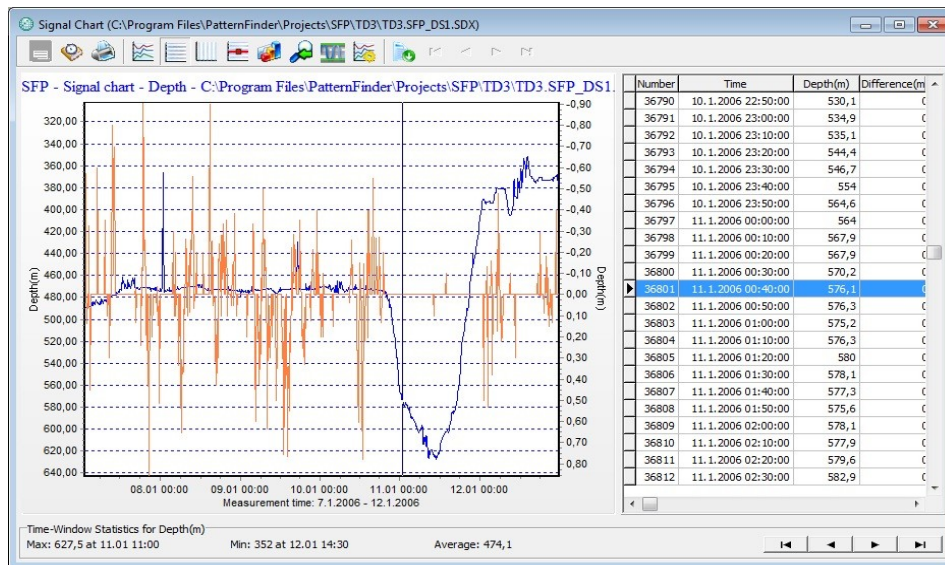 Signal Chart (C:\Program Files\PatternFinder\Projects\SFP\TD3\TD3.SFP_DS1.SDX)
SFP - Signal chart - Depth - C:\Program Files\PatternFinder\Projects\SFP\TD3\TD3.SFP_DS1.
320,00
340,00
360,00
380,00
400,00
420,00
440,00
460,00
480,00
500,00
520,00
540,00
560,00
580,00
600,00
620,00
640,00
Depth(m)
-0,90
-0,80
-0,70
-0,60
-0,50
-0,40
-0,30
-0,20
-0,10
0,00
0,10
0,20
0,30
0,40
0,50
0,60
0,70
0,80
Depth(m)
08.01 00:00 09.01 00:00 10.01 00:00 11.01 00:00 12.01 00:00
Measurement time: 7.1.2006 - 12.1.2006
Number Time Depth(m) Difference(m
36790 10.1.2006 22:50:00 530,1 0
36791 10.1.2006 23:00:00 534,9 0
36792 10.1.2006 23:10:00 535,1 0
36793 10.1.2006 23:20:00 544,4 0
36794 10.1.2006 23:30:00 546,7 0
36795 10.1.2006 23:40:00 554 0
36796 10.1.2006 23:50:00 564,6 0
36797 11.1.2006 00:00:00 564 0
36798 11.1.2006 00:10:00 567,9 0
36799 11.1.2006 00:20:00 567,9 0
36800 11.1.2006 00:30:00 570,2 0
36801 11.1.2006 00:40:00 576,1 0
36802 11.1.2006 00:50:00 576,3 0
36803 11.1.2006 01:00:00 575,2 0
36804 11.1.2006 01:10:00 576,3 0
36805 11.1.2006 01:20:00 580 0
36806 11.1.2006 01:30:00 578,1 0
36807 11.1.2006 01:40:00 577,3 0
36808 11.1.2006 01:50:00 575,6 0
36809 11.1.2006 02:00:00 578,1 0
36810 11.1.2006 02:10:00 577,9 0
36811 11.1.2006 02:20:00 579,6 0
36812 11.1.2006 02:30:00 582,9 0
Time-Window Statistics for Depth(m)
Max: 627,5 at 11.01 11:00 Min: 352 at 12.01 14:30 Average: 474,1